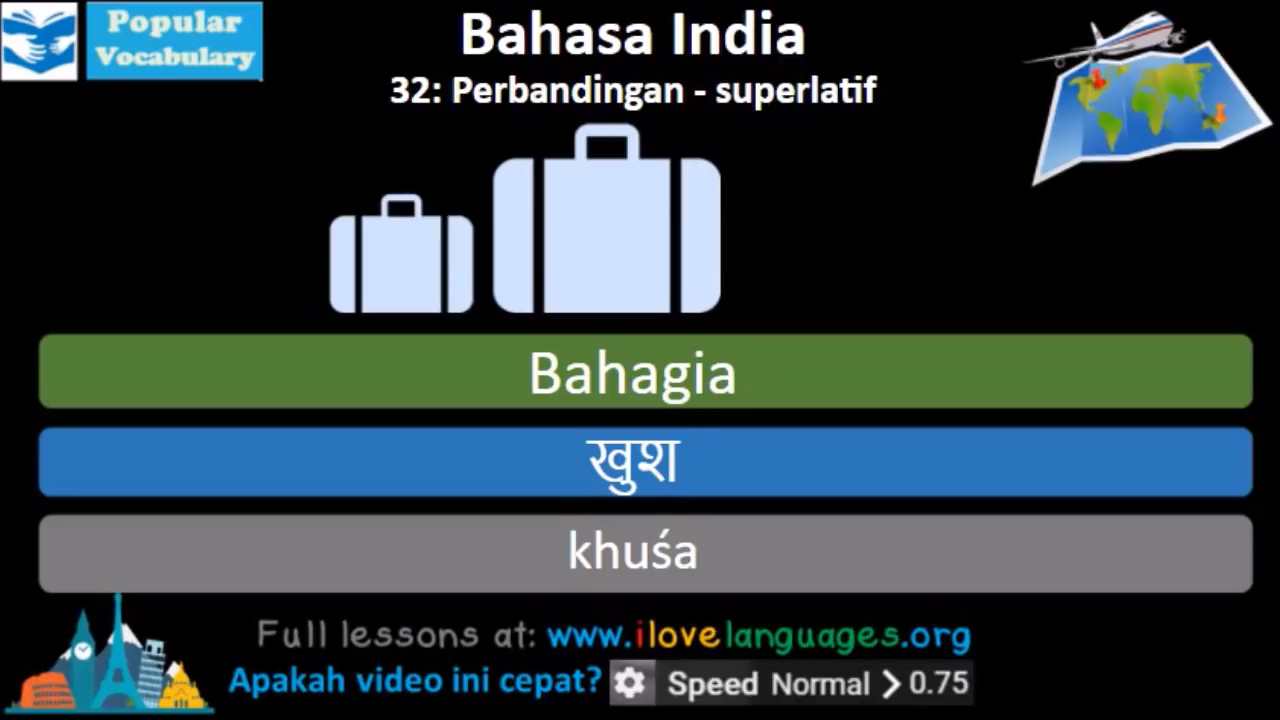 Popular
Vocabulary
Bahasa India
32: Perbandingan - superlatif
Bahagia
खुश
khuśa
Full lessons at: www.ilovelanguages.org
Apakah video ini cepat? Speed Normal > 0.75